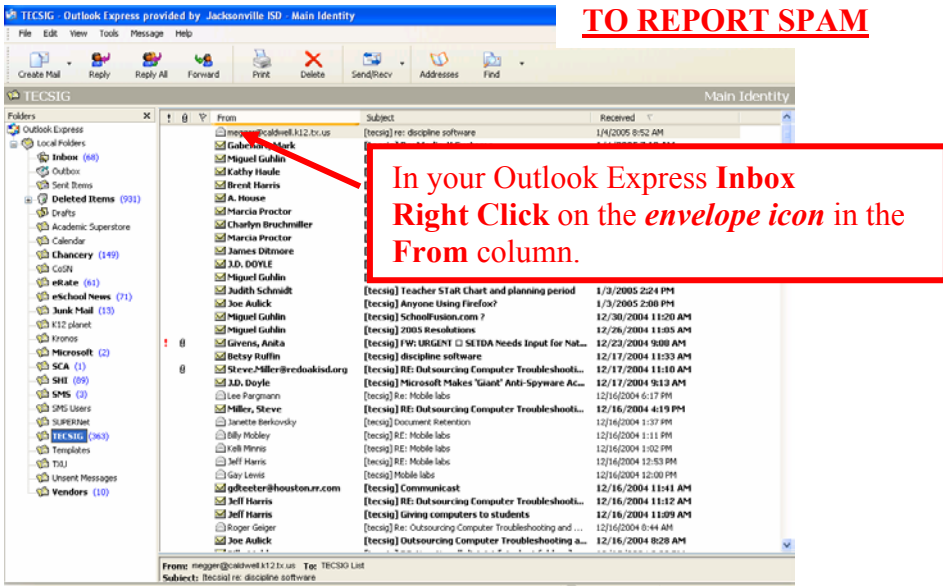 TECSIG - Outlook Express provided by Jacksonville ISD - Main Identity
TO REPORT SPAM
File Edit View Tools Message Help
Create Mail Reply Reply All Forward Print Delete Send/Recv Addresses Find
TECSIG Main Identity
Folders
Outlook Express
Local Folders
Inbox (68)
Outbox
Sent Items
Deleted Items (931)
Drafts
Academic Superstore
Calendar
Chancery (149)
CoSN
eRate (61)
eSchool News (71)
Junk Mail (13)
K12 planet
Kronos
Microsoft (2)
SCA (1)
SHI (89)
SMS (3)
SMS Users
SUPERNet
TECSIG (363)
Templates
TXU
Unsent Messages
Vendors (10)
From Subject Received
megger@caldwell.k12.tx.us [tecsig] re: discipline software 1/4/2005 8:52 AM
Mark
Miguel Guhlin
Kathy Haule
Brent Harris
A. House
Marcia Proctor
Charlyn Bruchmiller
Marcia Proctor
James Ditmore
J.D. DOYLE
Miguel Guhlin
In your Outlook Express Inbox
Right Click on the envelope icon in the
From column.
Judith Schmidt [tecsig] Teacher STaR Chart and planning period 1/3/2005 2:24 PM
Joe Aulick [tecsig] Anyone Using Firefox? 1/3/2005 2:08 PM
Miguel Guhlin [tecsig] SchoolFusion.com ? 12/30/2004 11:20 AM
Miguel Guhlin [tecsig] 2005 Resolutions 12/26/2004 11:05 AM
! Givens, Anita [tecsig] FW: URGENT □ SETDA Needs Input for Nat... 12/23/2004 9:08 AM
Betsy Ruffin [tecsig] discipline software 12/17/2004 11:33 AM
Steve.Miller@redoakisd.org [tecsig] RE: Outsourcing Computer Troubleshooti... 12/17/2004 11:10 AM
J.D. Doyle [tecsig] Microsoft Makes 'Giant' Anti-Spyware Ac... 12/17/2004 9:13 AM
Lee Pargmann [tecsig] Re: Mobile labs 12/16/2004 6:17 PM
Miller, Steve [tecsig] RE: Outsourcing Computer Troubleshooti... 12/16/2004 4:19 PM
Janette Berkovsky [tecsig] Document Retention 12/16/2004 1:37 PM
Billy Mobley [tecsig] RE: Mobile labs 12/16/2004 1:11 PM
Kelli Minnis [tecsig] RE: Mobile labs 12/16/2004 1:02 PM
Jeff Harris [tecsig] RE: Mobile labs 12/16/2004 12:53 PM
Gay Lewis [tecsig] Mobile labs 12/16/2004 12:00 PM
gdteeter@houston.rr.com [tecsig] Communicast 12/16/2004 11:41 AM
Jeff Harris [tecsig] RE: Outsourcing Computer Troubleshooti... 12/16/2004 11:12 AM
Jeff Harris [tecsig] Giving computers to students 12/16/2004 11:09 AM
Roger Geiger [tecsig] Re: Outsourcing Computer Troubleshooting and ... 12/16/2004 8:44 AM
Joe Aulick [tecsig] Outsourcing Computer Troubleshooting a... 12/16/2004 8:28 AM
From: megger@caldwell.k12.tx.us To: TECSIG List
Subject: [tecsig] re: discipline software